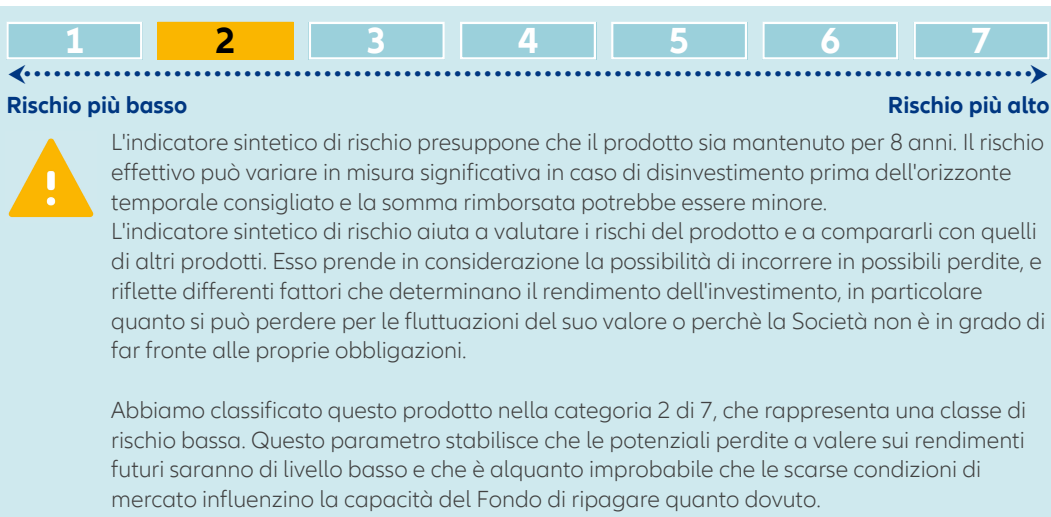 1 2 3 4 5 6 7
Rischio più basso Rischio più alto
L'indicatore sintetico di rischio presuppone che il prodotto sia mantenuto per 8 anni. Il rischio
effettivo può variare in misura significativa in caso di disinvestimento prima dell'orizzonte
temporale consigliato e la somma rimborsata potrebbe essere minore.
L'indicatore sintetico di rischio aiuta a valutare i rischi del prodotto e a compararli con quelli
di altri prodotti. Esso prende in considerazione la possibilità di incorrere in possibili perdite, e
riflette differenti fattori che determinano il rendimento dell'investimento, in particolare
quanto si può perdere per le fluttuazioni del suo valore o perchè la Società non è in grado di
far fronte alle proprie obbligazioni.
Abbiamo classificato questo prodotto nella categoria 2 di 7, che rappresenta una classe di
rischio bassa. Questo parametro stabilisce che le potenziali perdite a valere sui rendimenti
futuri saranno di livello basso e che è alquanto improbabile che le scarse condizioni di
mercato influenzino la capacità del Fondo di ripagare quanto dovuto.